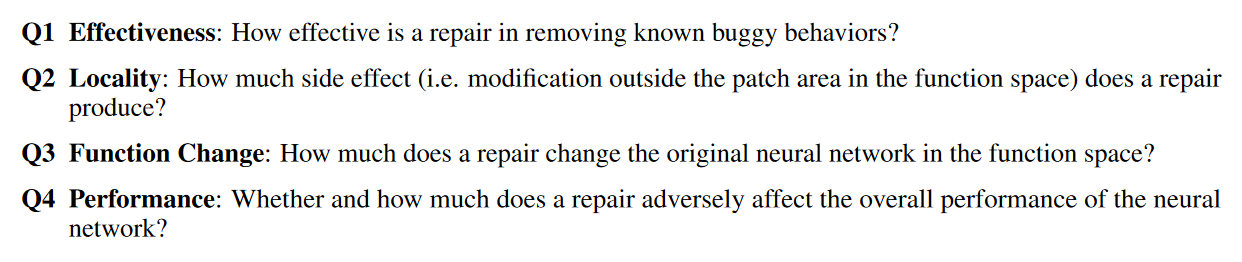 Q1 Effectiveness: How effective is a repair in removing known buggy behaviors?
Q2 Locality: How much side effect (i.e. modification outside the patch area in the function space) does a repair
produce?
Q3 Function Change: How much does a repair change the original neural network in the function space?
Q4 Performance: Whether and how much does a repair adversely affect the overall performance of the neural
network?